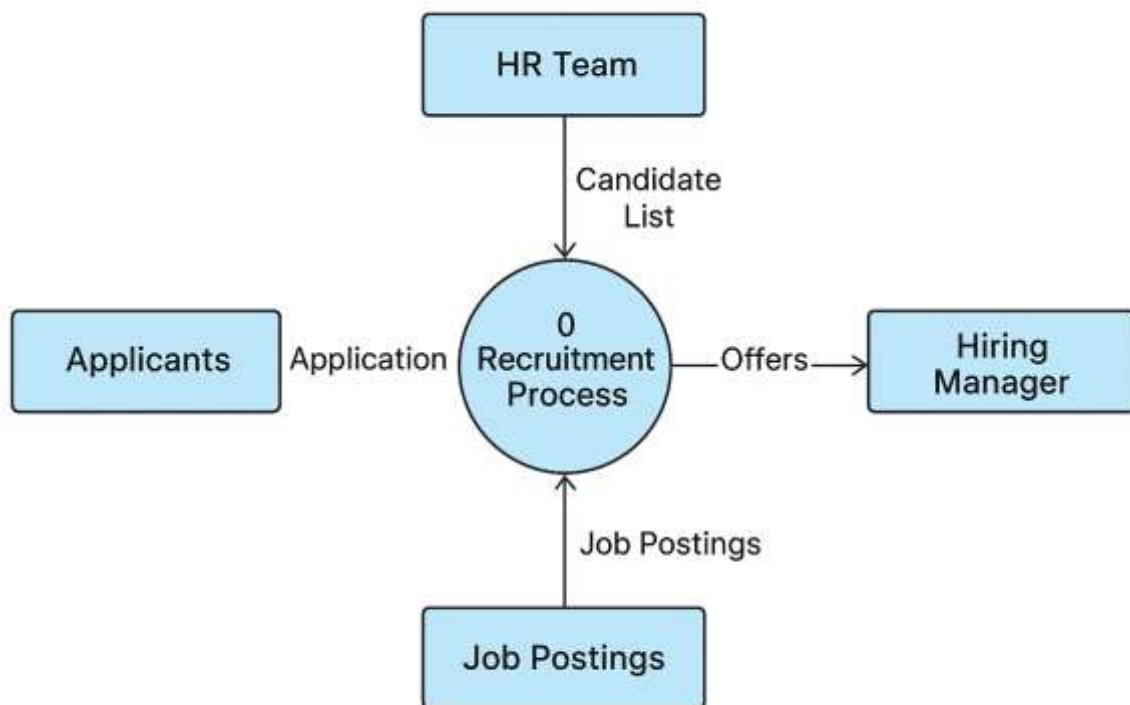 HR Team
Candidate
List
Applicants
Application
0
Recruitment
Process
Offers
Hiring
Manager
Job Postings
Job Postings